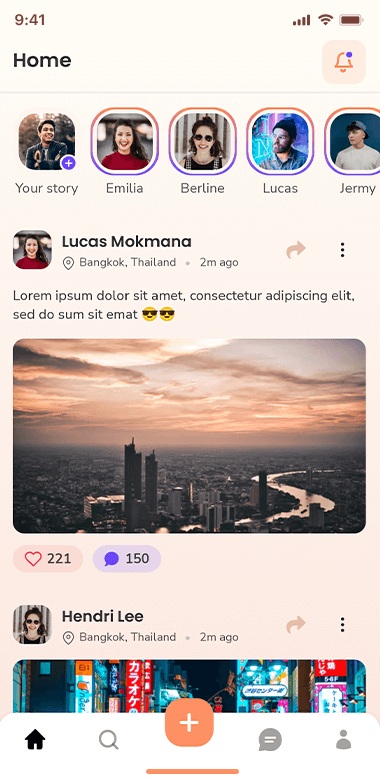 9:41
Home
Your story
Emilia
Berline
Lucas
Jermy
Lucas Mokmana
Bangkok, Thailand • 2m ago
Lorem ipsum dolor sit amet, consectetur adipiscing elit,
sed do sum sit emat 😎😎
221
150
Hendri Lee
Bangkok, Thailand • 2m ago
カラオケ